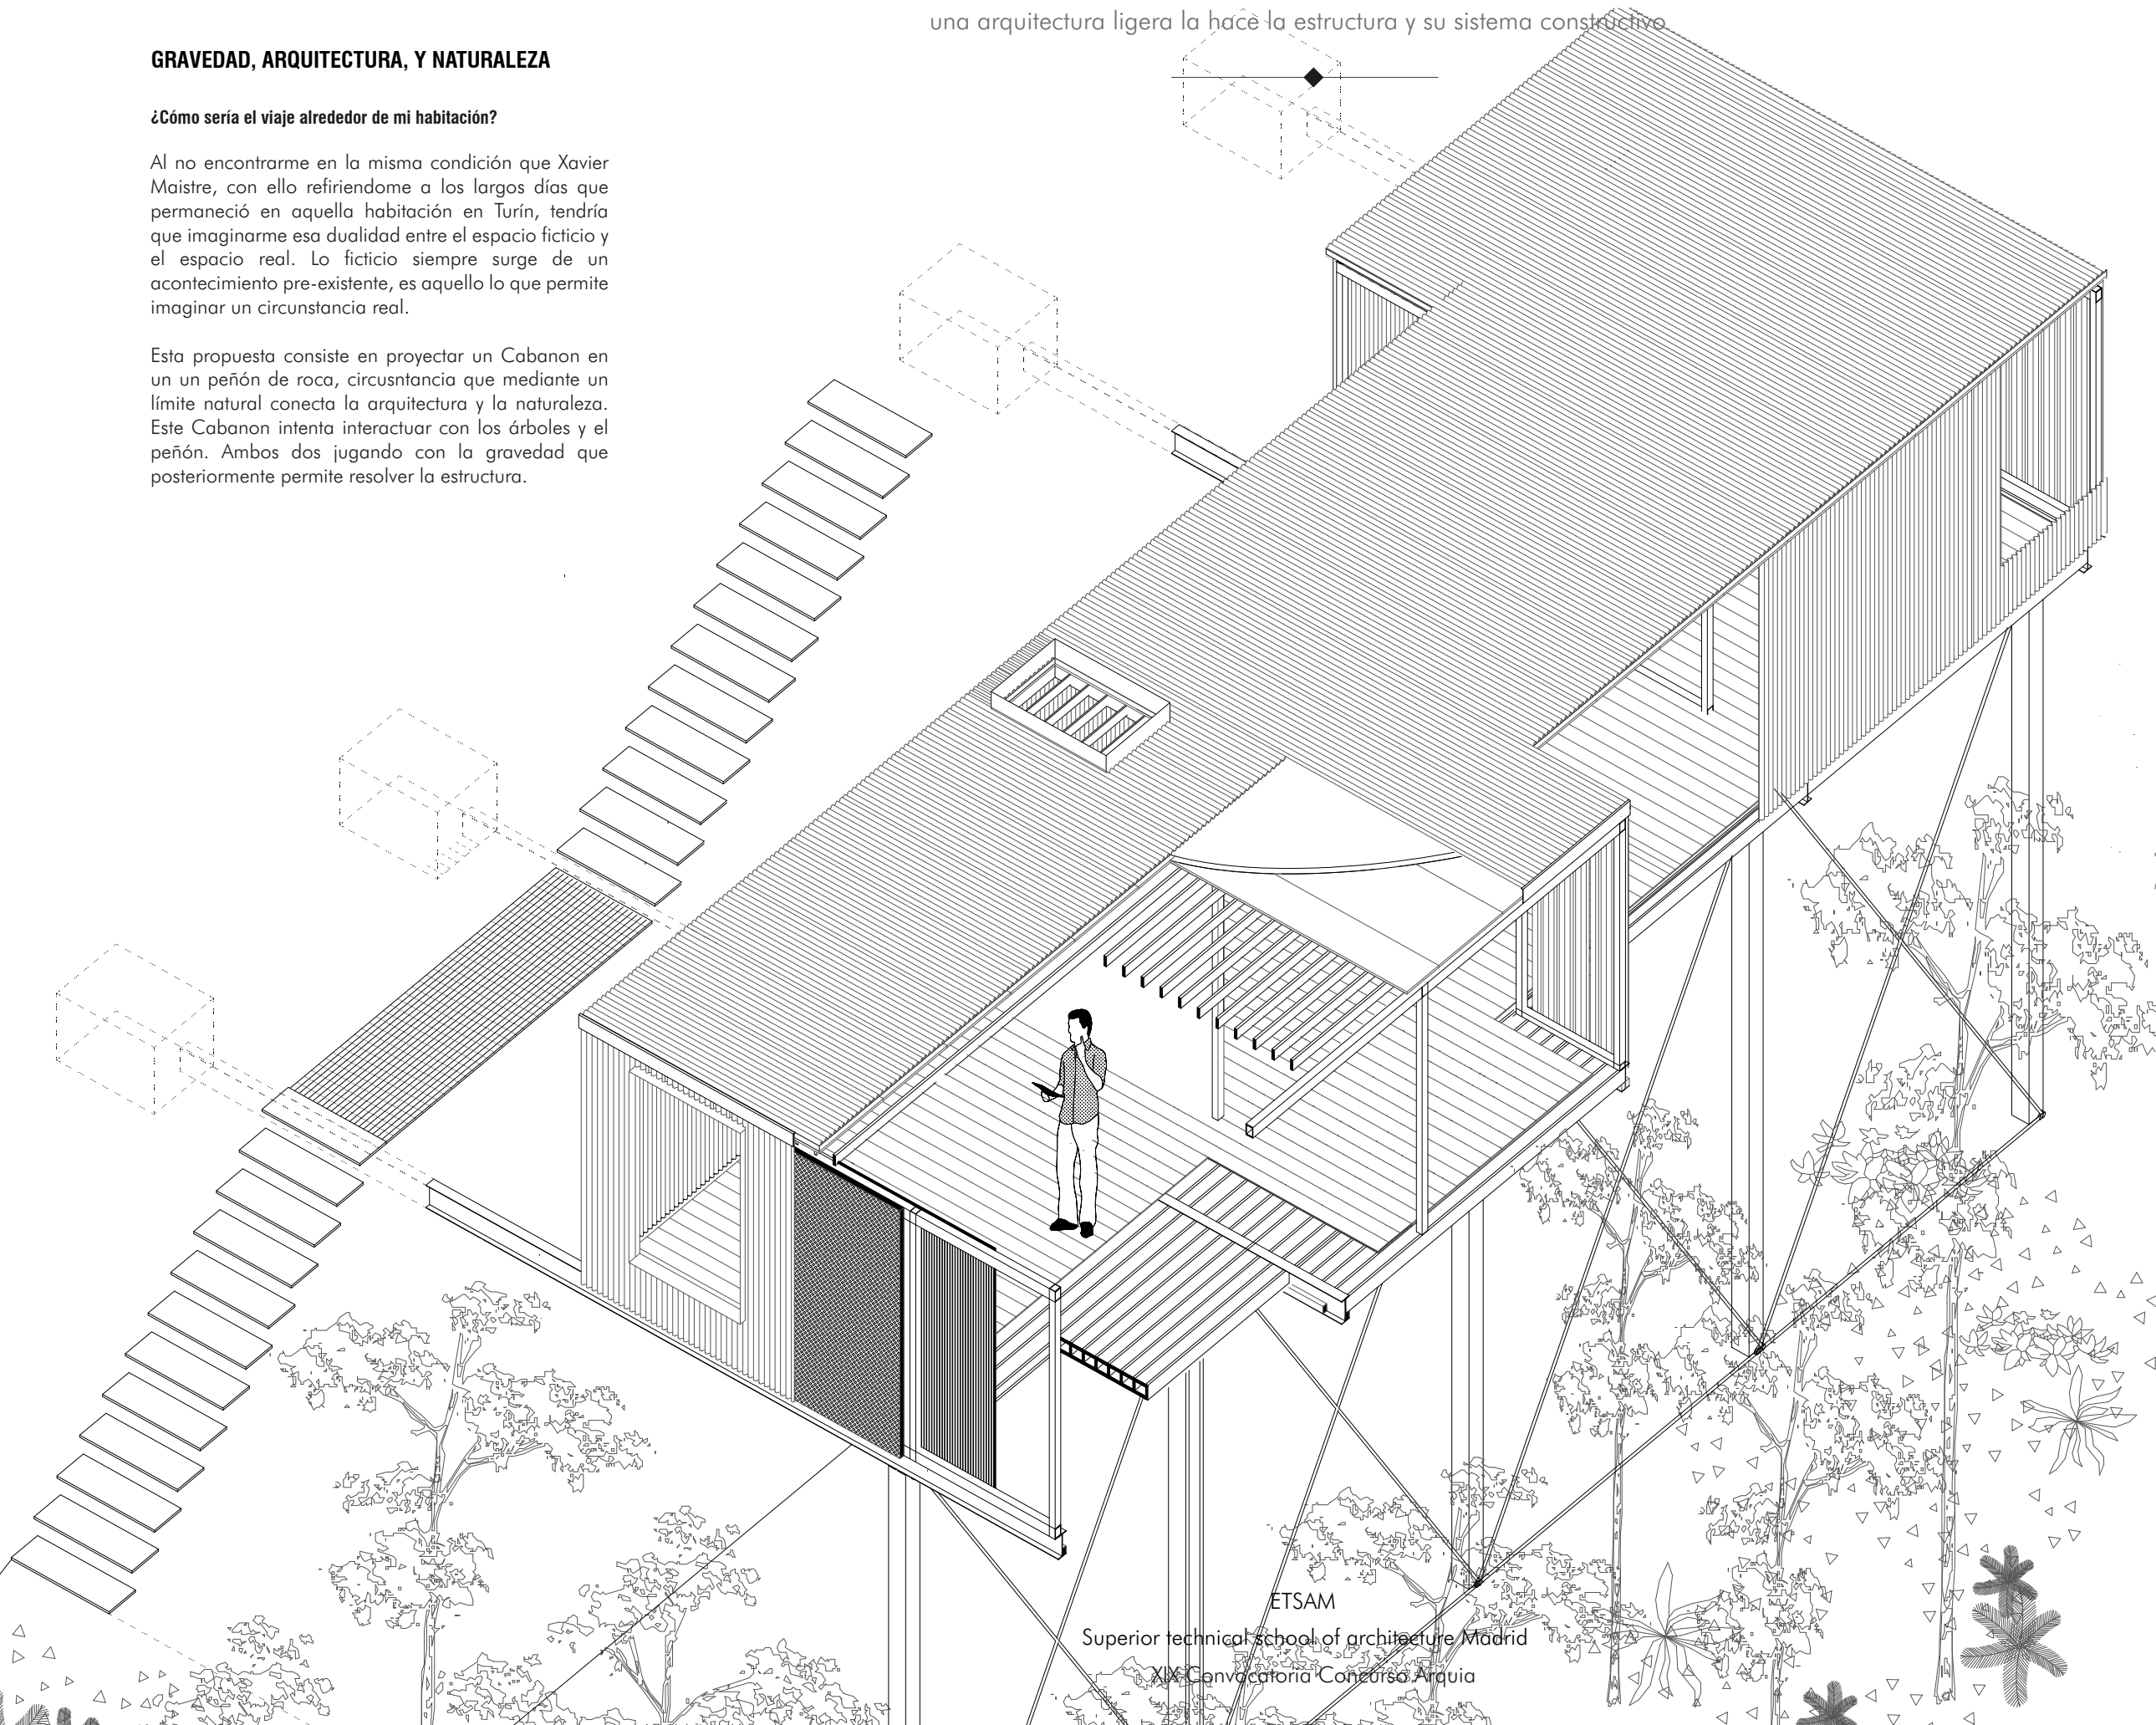 una arquitectura ligera la hace la estructura y su sistema constructivo
GRAVEDAD, ARQUITECTURA, Y NATURALEZA
¿Cómo sería el viaje alrededor de mi habitación?
Al no encontrarme en la misma condición que Xavier
Maistre, con ello refiriendome a los largos días que
permaneció en aquella habitación en Turín, tendría
que imaginarme esa dualidad entre el espacio ficticio y
el espacio real. Lo ficticio siempre surge de un
acontecimiento pre-existente, es aquello lo que permite
imaginar un circunstancia real.
Esta propuesta consiste en proyectar un Cabanon en
un un peñón de roca, circusntancia que mediante un
límite natural conecta la arquitectura y la naturaleza.
Este Cabanon intenta interactuar con los árboles y el
peñón. Ambos dos jugando con la gravedad que
posteriormente permite resolver la estructura.
ETSAM
Superior technical school of architecture Madrid
XIX Convocatoria Concurso Arquia